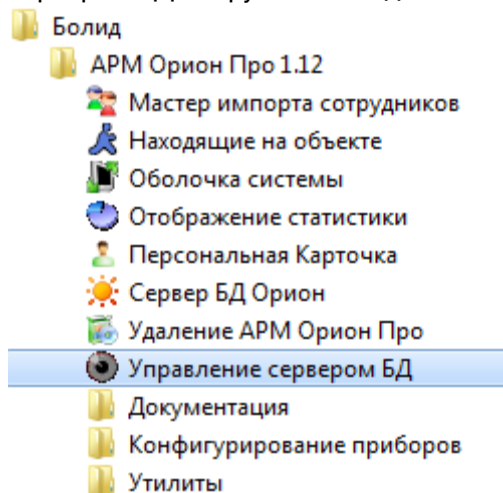 Болид
АРМ Орион Про 1.12
Мастер импорта сотрудников
Находящие на объекте
Оболочка системы
Отображение статистики
Персональная Карточка
Сервер БД Орион
Удаление АРМ Орион Про
Управление сервером БД
Документация
Конфигурирование приборов
Утилиты